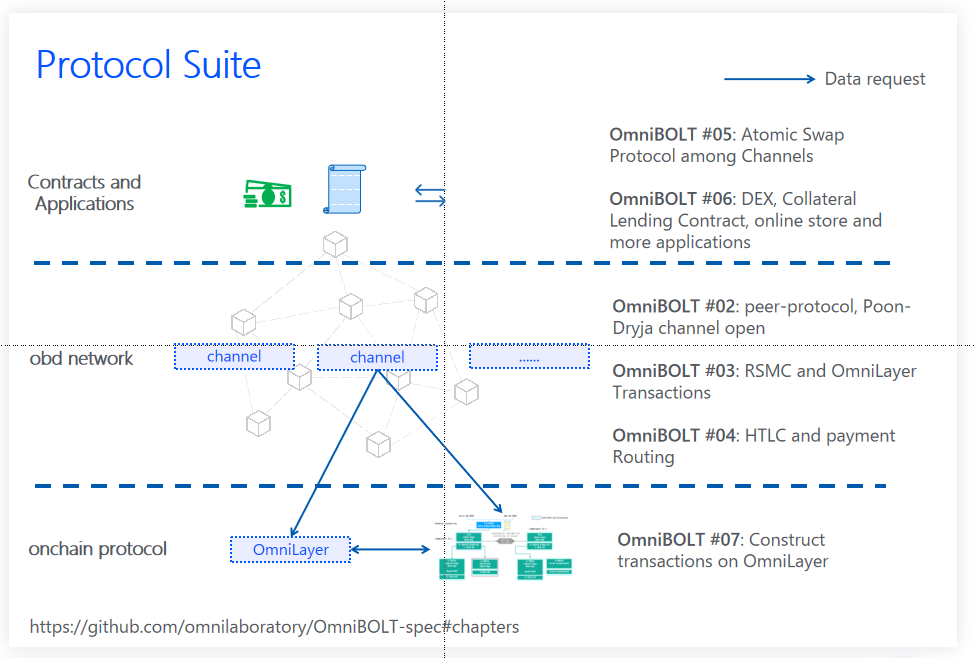 Protocol Suite
Data request
OmniBOLT #05: Atomic Swap
Protocol among Channels
Contracts and
Applications
$
OmniBOLT #06: DEX, Collateral
Lending Contract, online store and
more applications
OmniBOLT #02: peer-protocol, Poon-
Dryja channel open
obd network
channel
channel
......
OmniBOLT #03: RSMC and OmniLayer
Transactions
OmniBOLT #04: HTLC and payment
Routing
onchain protocol
OmniLayer
OmniBOLT #07: Construct
transactions on OmniLayer
https://github.com/omnilaboratory/OmniBOLT-spec#chapters